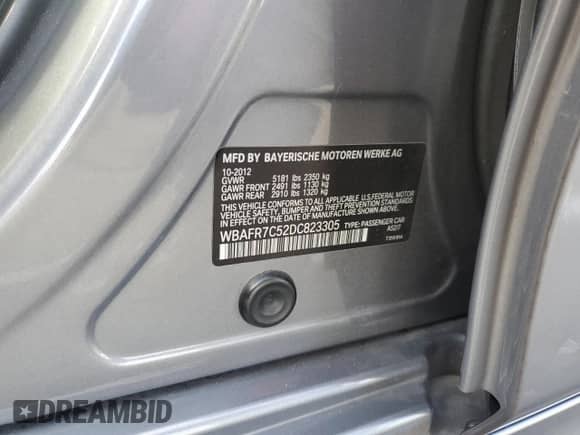 MFD BY BAYERISCHE MOTOREN WERKE AG
10-2012
GVWR 5181 lbs 2350 kg
GAWR FRONT 2491 lbs 1130 kg
GAWR REAR 2910 lbs 1320 kg
THIS VEHICLE CONFORMS TO ALL APPLICABLE U.S.FEDERAL MOTOR
VEHICLE SAFETY, BUMPER, AND THEFT PREVENTION STANDARDS
IN EFFECT ON THE DATE OF MANUFACTURE SHOWN ABOVE.
WBAFR7C52DC823305 TYPE: PASSENGER CAR
A52/7
DREAMBID